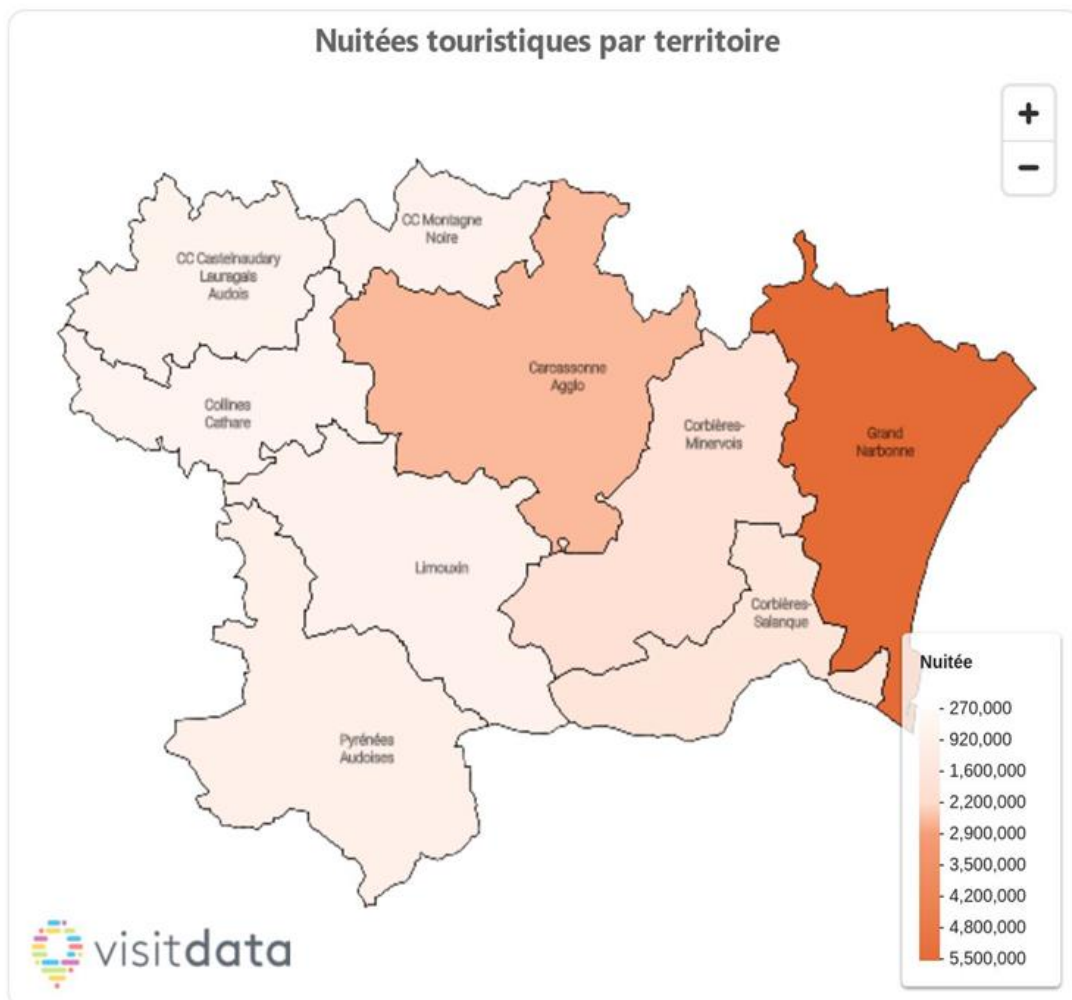 Nuitées touristiques par territoire
+
−
CC Montagne
Noire
CC Castelnaudary
Lauragais
Audois
Carcassonne
Agglo
Collines
Cathare
Corbières-
Minervois
Grand
Narbonne
Limouxin
Corbières-
Salanque
Pyrénées
Audoises
Nuitée
270,000
920,000
1,600,000
2,200,000
2,900,000
3,500,000
4,200,000
4,800,000
5,500,000
visitdata